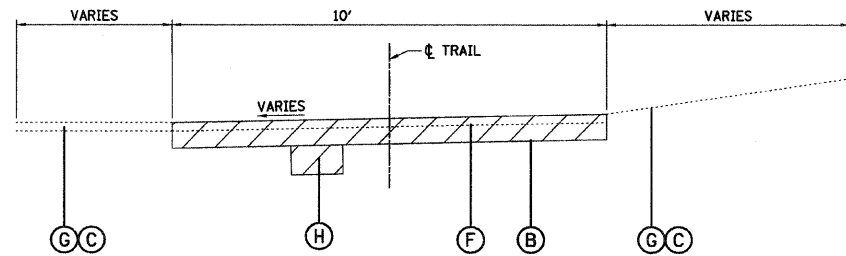 VARIES 10' VARIES
℄ TRAIL
VARIES
G C H F B G C